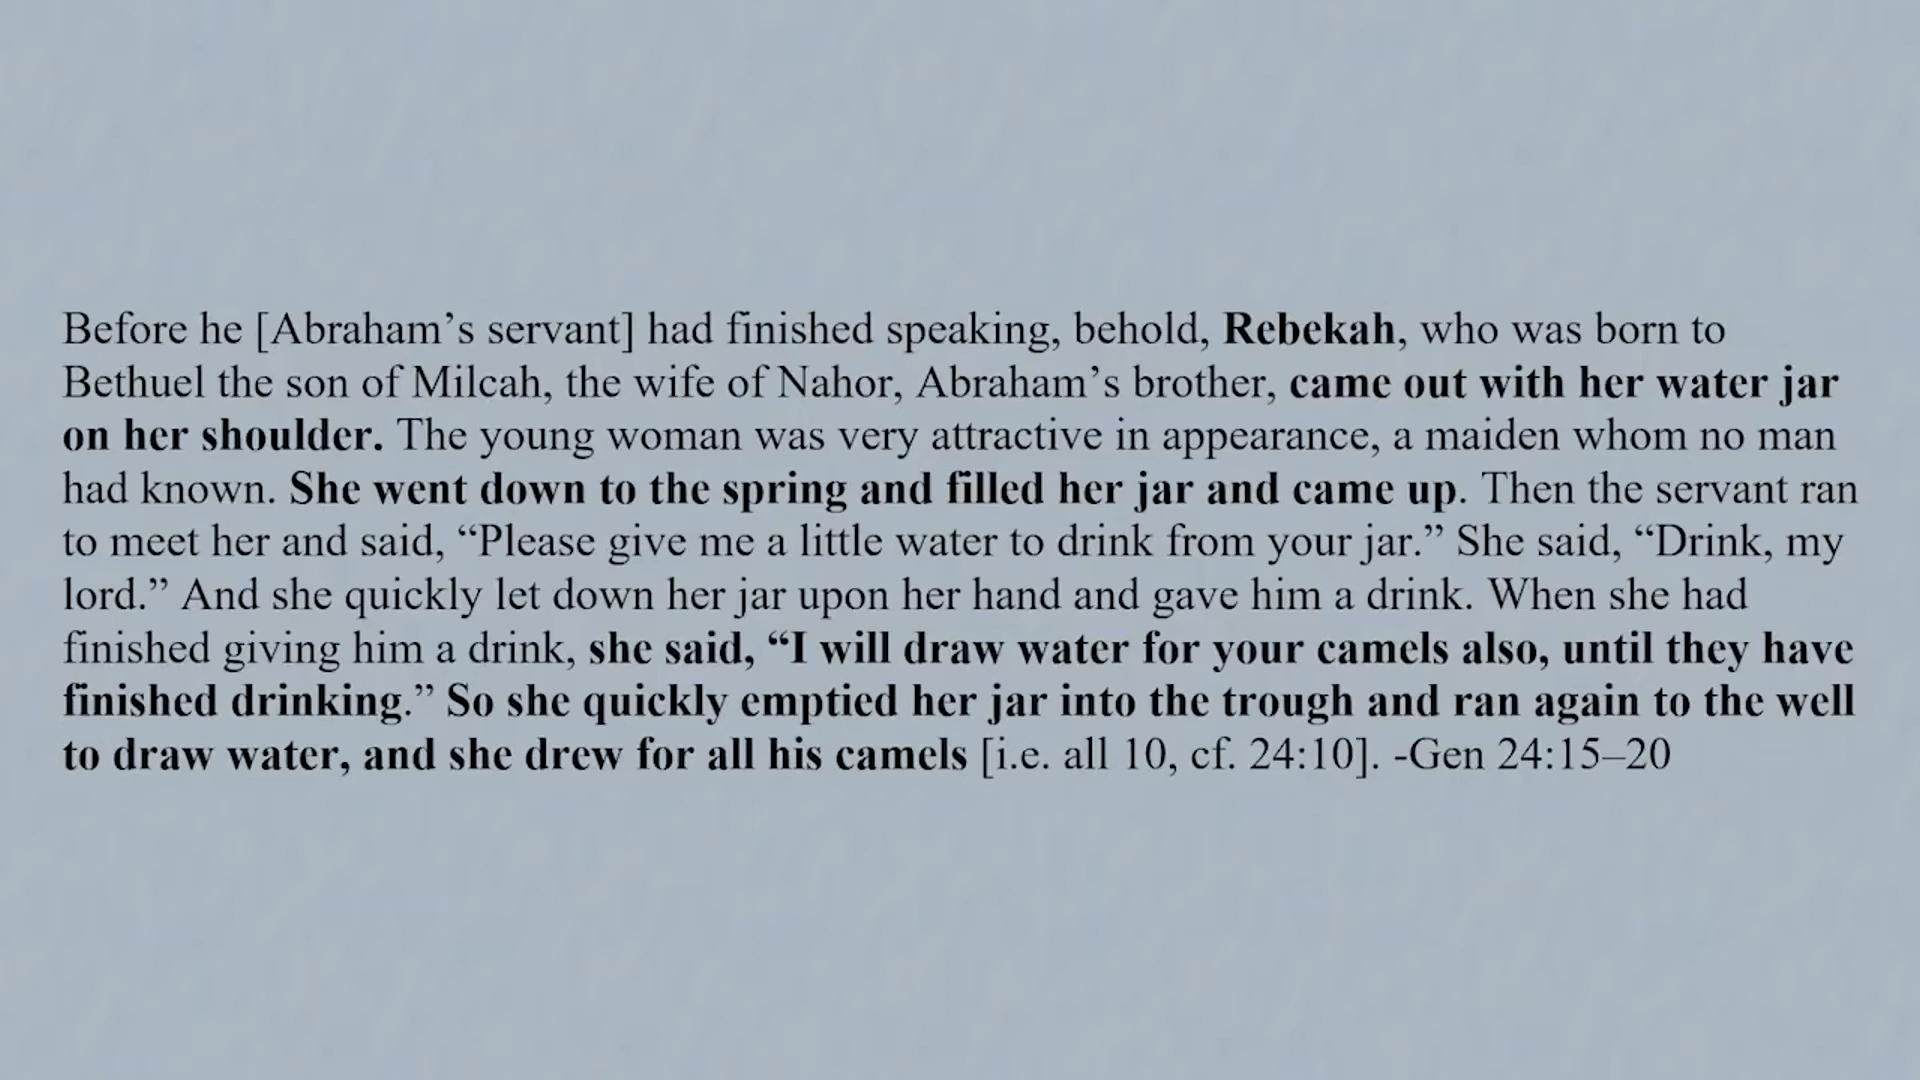 Before he [Abraham’s servant] had finished speaking, behold, Rebekah, who was born to
Bethuel the son of Milcah, the wife of Nahor, Abraham’s brother, came out with her water jar
on her shoulder. The young woman was very attractive in appearance, a maiden whom no man
had known. She went down to the spring and filled her jar and came up. Then the servant ran
to meet her and said, “Please give me a little water to drink from your jar.” She said, “Drink, my
lord.” And she quickly let down her jar upon her hand and gave him a drink. When she had
finished giving him a drink, she said, “I will draw water for your camels also, until they have
finished drinking.” So she quickly emptied her jar into the trough and ran again to the well
to draw water, and she drew for all his camels [i.e. all 10, cf. 24:10]. -Gen 24:15–20